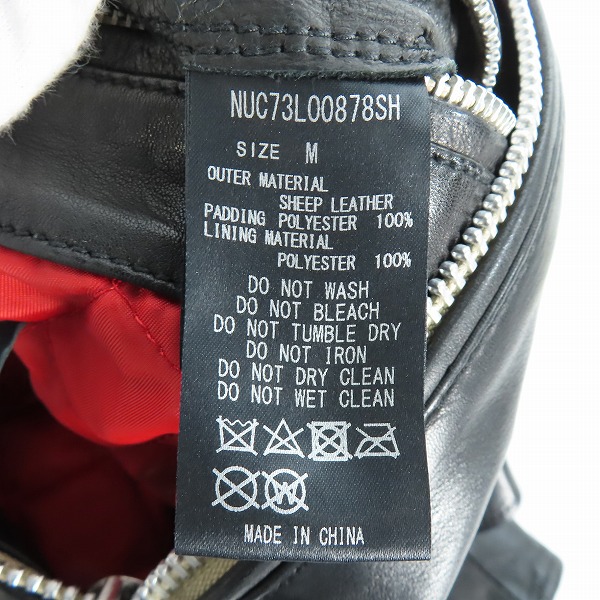 NUC73L00878SH
SIZE M
OUTER MATERIAL
SHEEP LEATHER
PADDING POLYESTER 100%
LINING MATERIAL
POLYESTER 100%
DO NOT WASH
DO NOT BLEACH
DO NOT TUMBLE DRY
DO NOT IRON
DO NOT DRY CLEAN
DO NOT WET CLEAN
W
MADE IN CHINA